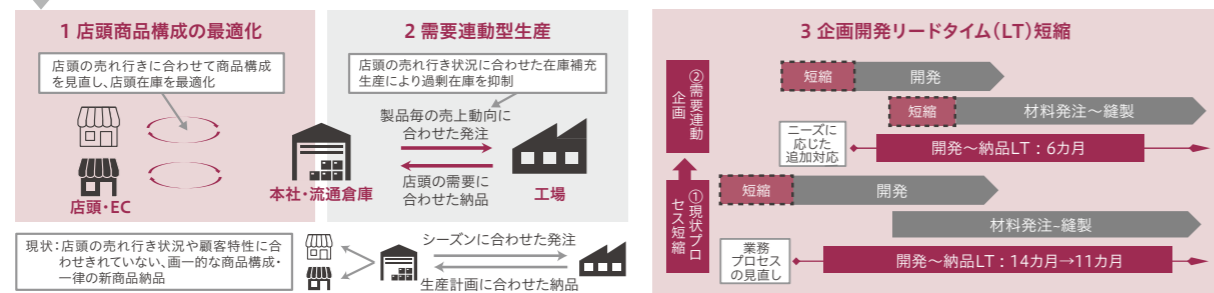 1 店頭商品構成の最適化
店頭の売れ行きに合わせて商品構成
を見直し、店頭在庫を最適化
店頭・EC
本社・流通倉庫
2 需要連動型生産
店頭の売れ行き状況に合わせた在庫補充
生産により過剰在庫を抑制
製品毎の売上動向に
合わせた発注
店頭の需要に
合わせた納品
工場
現状：店頭の売れ行き状況や顧客特性に合
わせきれていない、画一的な商品構成・
一律の新商品納品
シーズンに合わせた発注
生産計画に合わせた納品
3 企画開発リードタイム（LT）短縮
②需要連動
企画
短縮
開発
短縮
材料発注～縫製
ニーズに
応じた
追加対応
開発～納品LT：6カ月
①現状プロ
セス短縮
短縮
開発
材料発注–縫製
業務
プロセス
の見直し
開発～納品LT：14カ月→11カ月